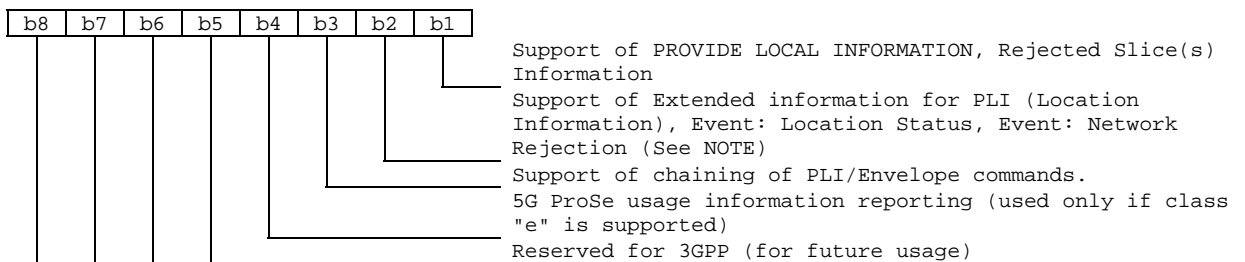 b8 b7 b6 b5 b4 b3 b2 b1
Support of PROVIDE LOCAL INFORMATION, Rejected Slice(s)
Information
Support of Extended information for PLI (Location
Information), Event: Location Status, Event: Network
Rejection (See NOTE)
Support of chaining of PLI/Envelope commands.
5G ProSe usage information reporting (used only if class
"e" is supported)
Reserved for 3GPP (for future usage)